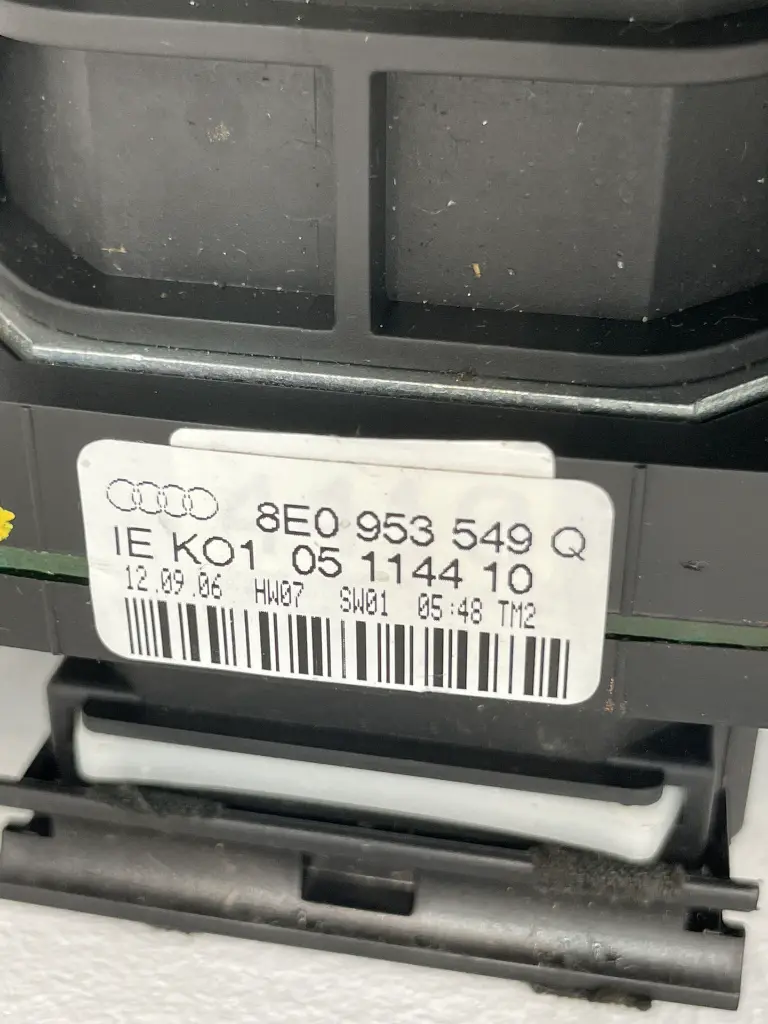 8E0 953 549 Q
IE KO1 05 1144 10
12.09.06 HW07 SW01 05:48 TM2